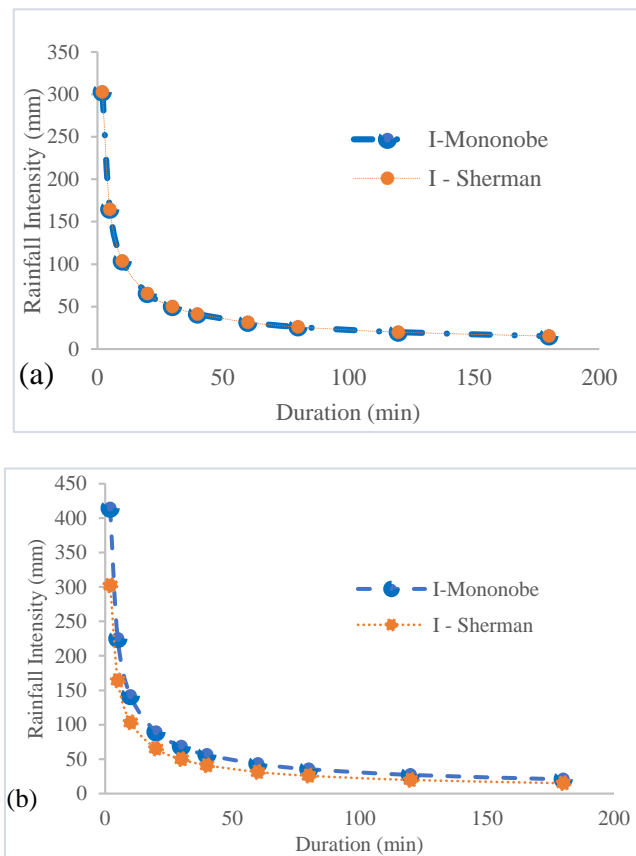 350
300
250
200
150
100
50
0
Rainfall Intensity (mm)
I-Mononobe
I - Sherman
(a)
0 50 100 150 200
Duration (min)
450
400
350
300
250
200
150
100
50
0
Rainfall Intensity (mm)
I-Mononobe
I - Sherman
(b)
0 50 100 150 200
Duration (min)